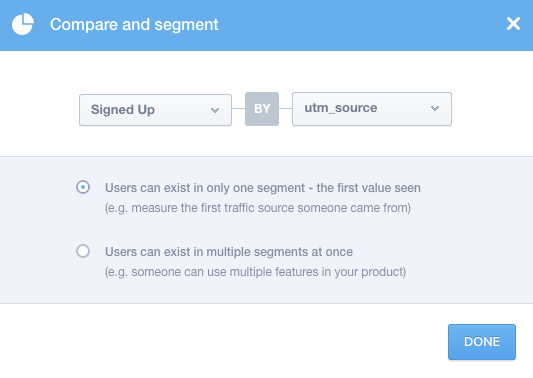 Compare and segment
Signed Up BY utm_source
Users can exist in only one segment - the first value seen
(e.g. measure the first traffic source someone came from)
Users can exist in multiple segments at once
(e.g. someone can use multiple features in your product)
DONE